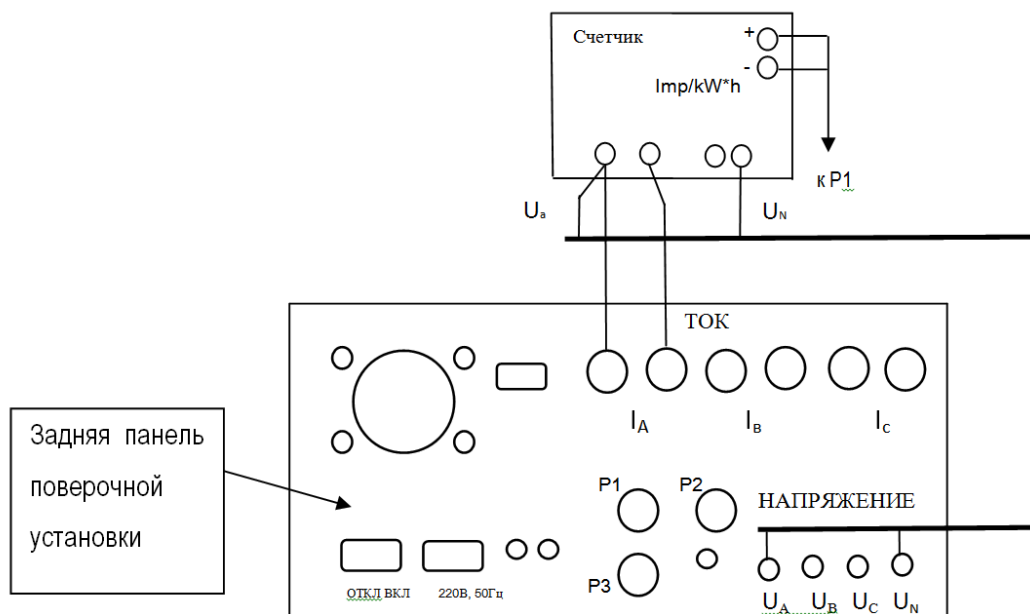 Счетчик
+
-
Imp/kW*h
к P1
Uа
UN
ТОК
IA IB IC
Задняя панель
поверочной
установки
P1 P2
НАПРЯЖЕНИЕ
P3
ОТКЛ ВКЛ 220В, 50Гц
UA UB UC UN